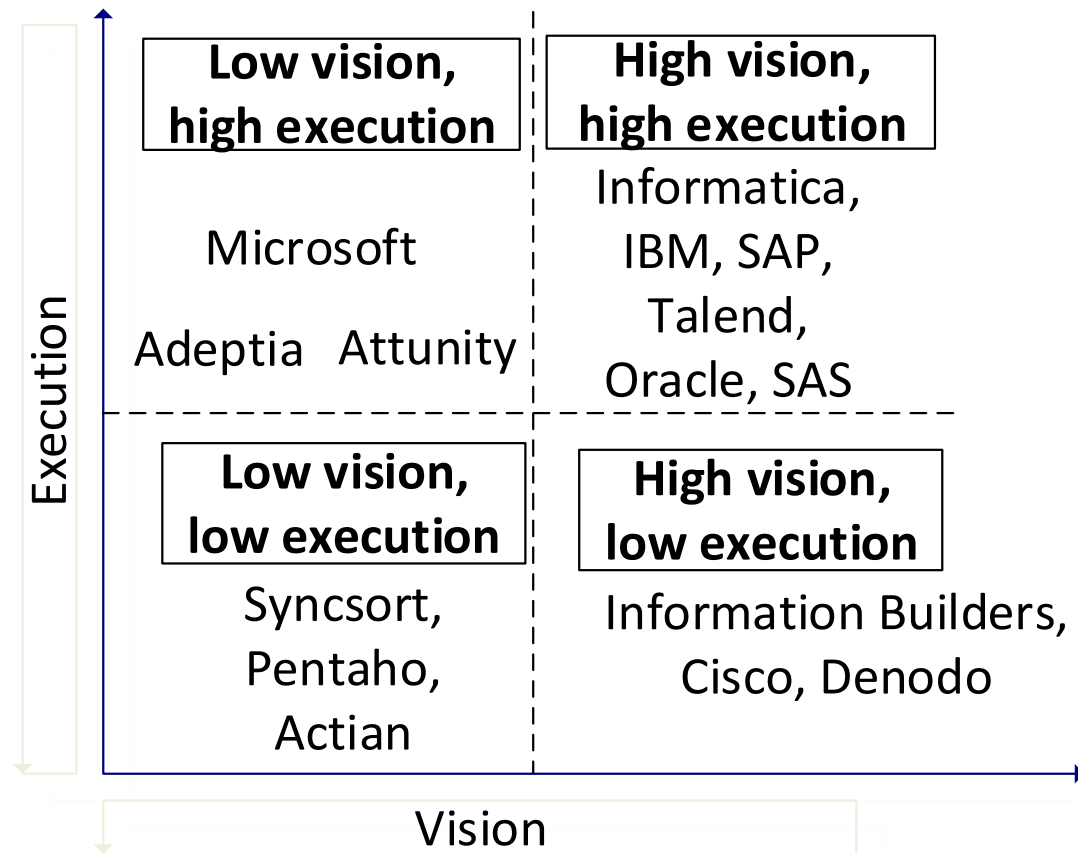 Low vision,
high execution
Microsoft
Adeptia Attunity
High vision,
high execution
Informatica,
IBM, SAP,
Talend,
Oracle, SAS
Execution
Low vision,
low execution
Syncsort,
Pentaho,
Actian
High vision,
low execution
Information Builders,
Cisco, Denodo
Vision